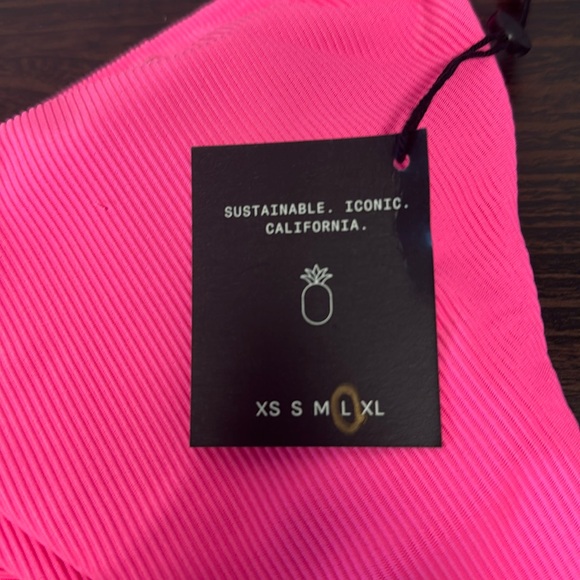 SUSTAINABLE. ICONIC.
CALIFORNIA.
XS S M L XL